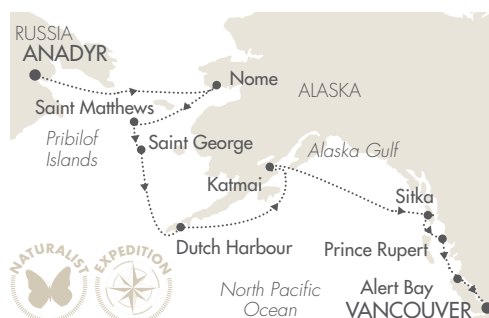 RUSSIA
ANADYR
Nome
ALASKA
Saint Matthews
Pribilof
Islands
Saint George
Alaska Gulf
Katmai
Sitka
Dutch Harbour
Prince Rupert
NATURALIST
EXPEDITION
North Pacific
Ocean
Alert Bay
VANCOUVER